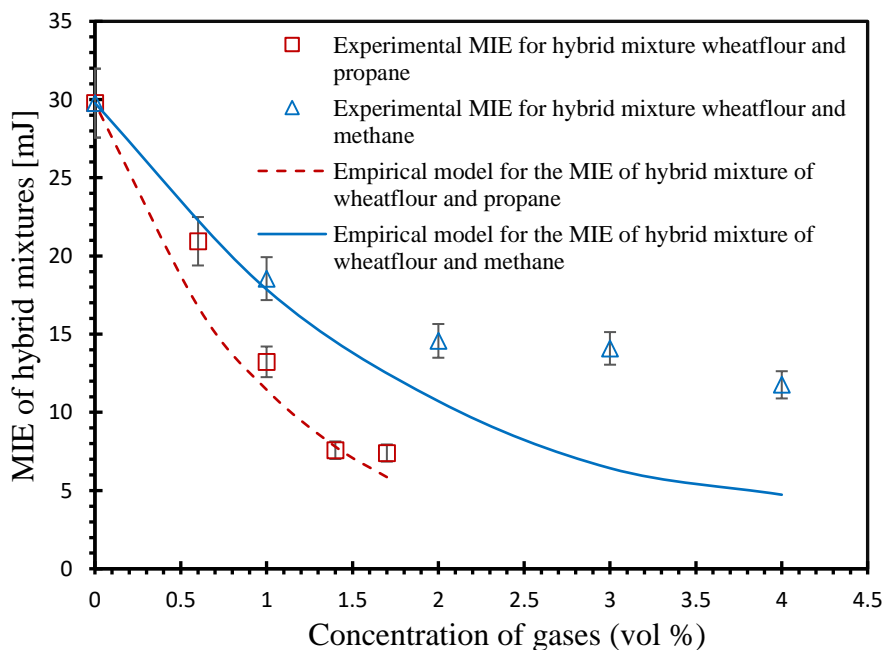 35
30
25
20
15
10
5
0
MIE of hybrid mixtures [mJ]
Experimental MIE for hybrid mixture wheatflour and
propane
Experimental MIE for hybrid mixture wheatflour and
methane
Empirical model for the MIE of hybrid mixture of
wheatflour and propane
Empirical model for the MIE of hybrid mixture of
wheatflour and methane
0 0.5 1 1.5 2 2.5 3 3.5 4 4.5
Concentration of gases (vol %)